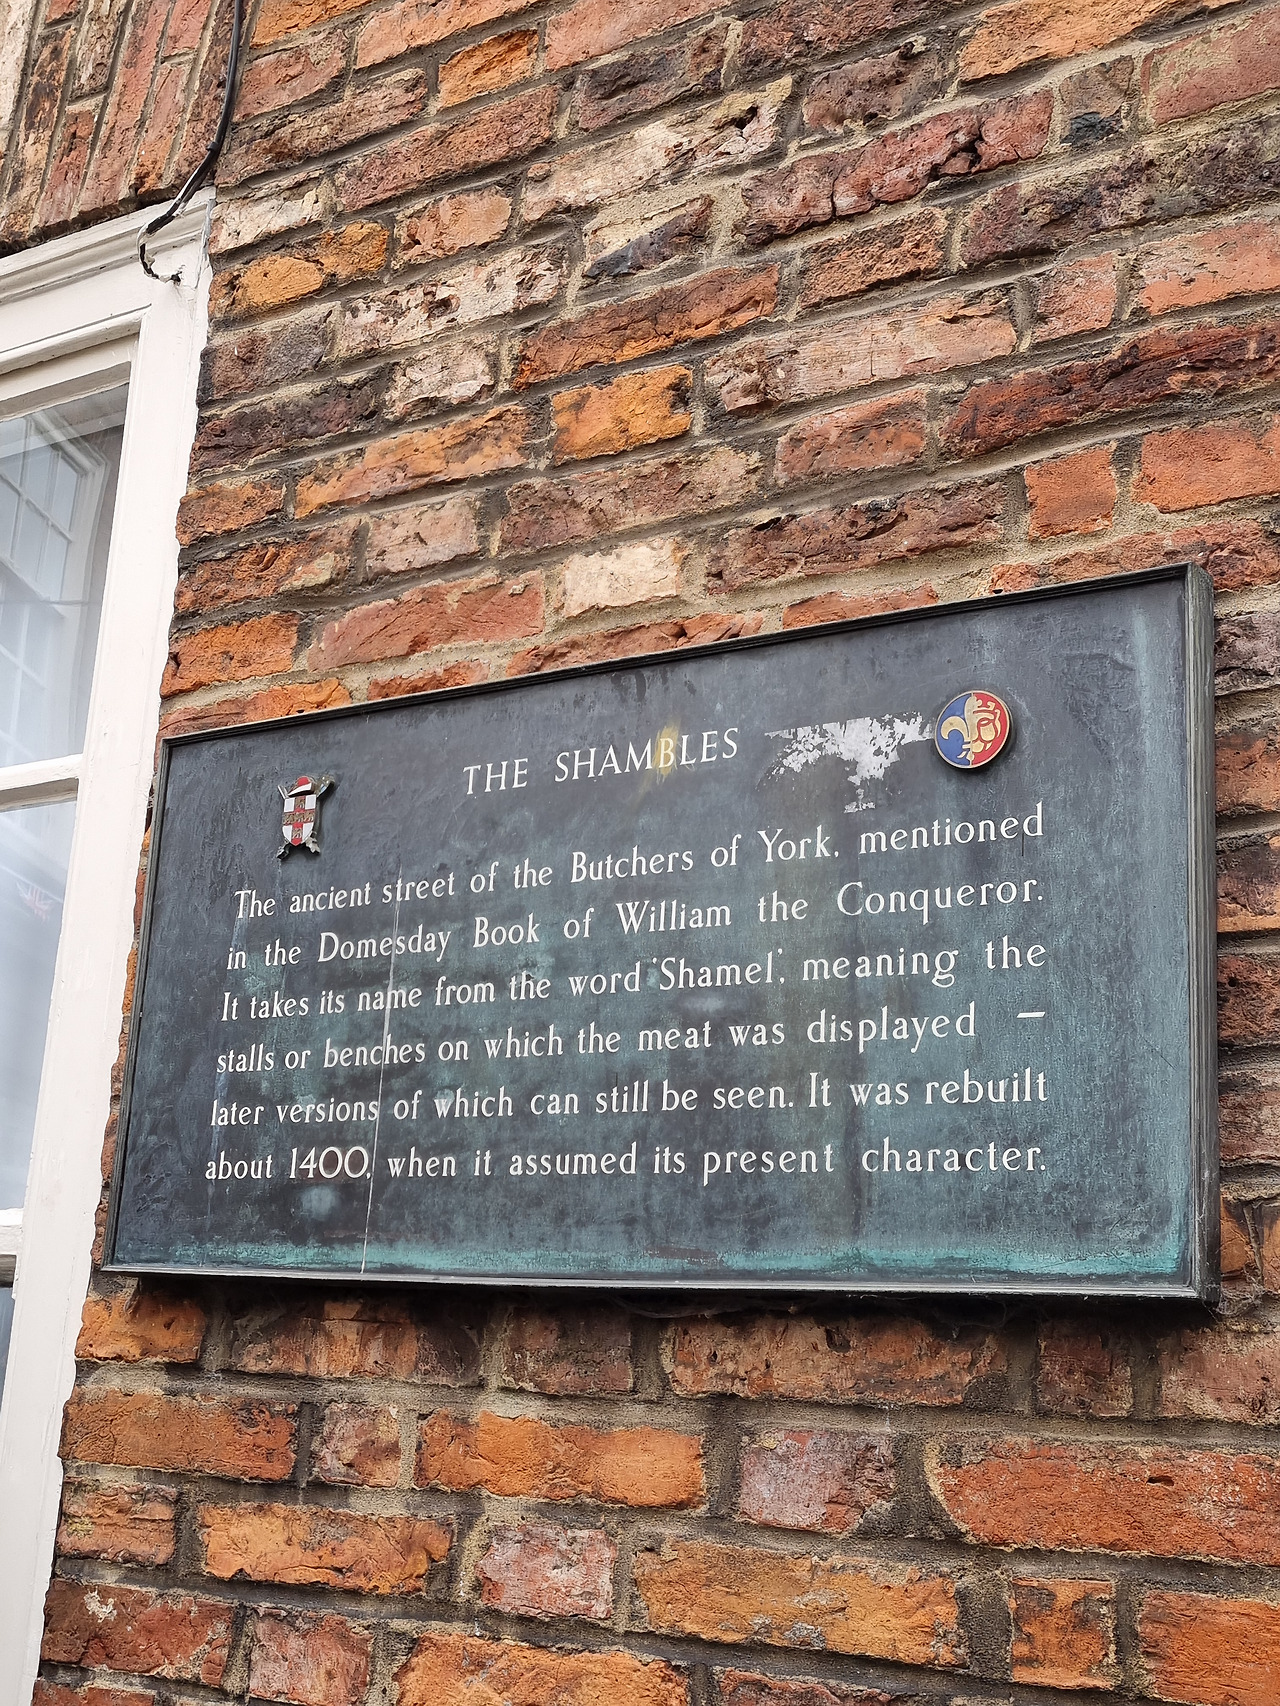 THE SHAMBLES
The ancient street of the Butchers of York, mentioned
in the Domesday Book of William the Conqueror.
It takes its name from the word 'Shamel', meaning the
stalls or benches on which the meat was displayed –
later versions of which can still be seen. It was rebuilt
about 1400, when it assumed its present character.